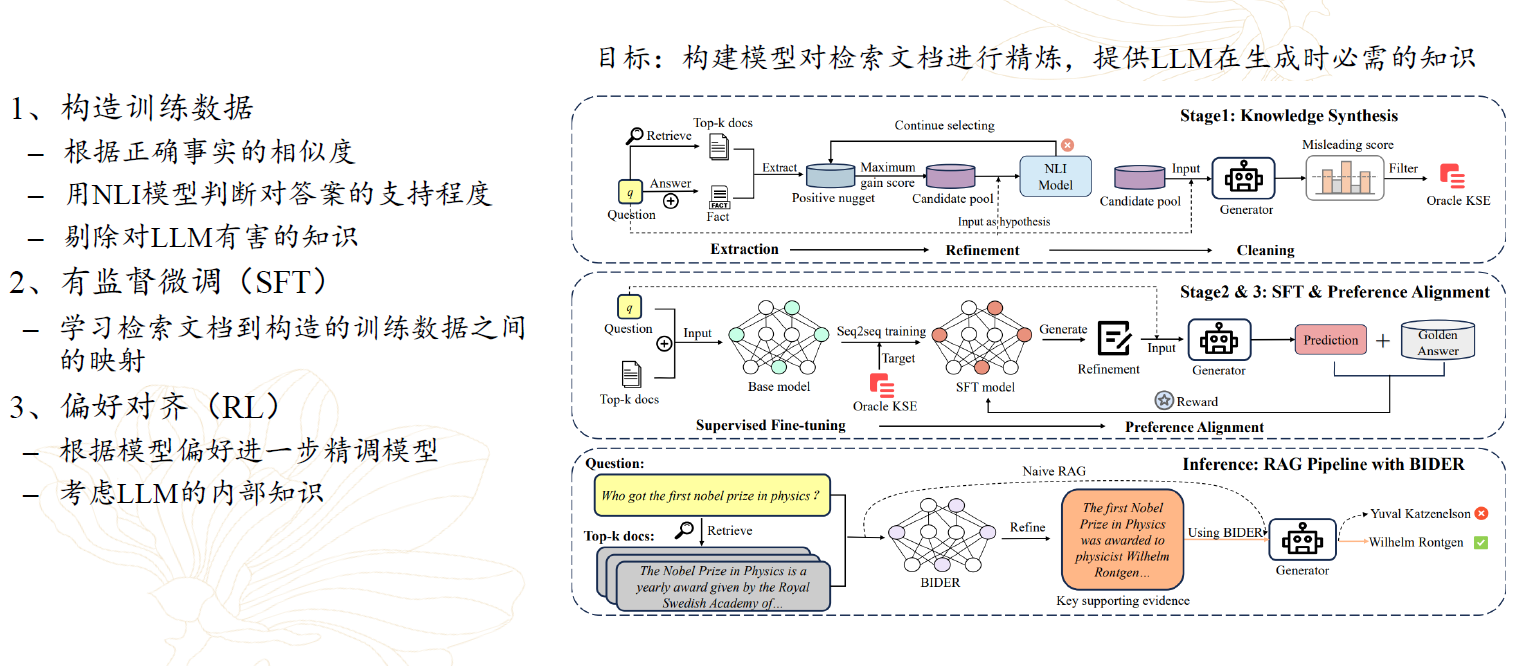 目标：构建模型对检索文档进行精炼，提供LLM在生成时必需的知识
1、构造训练数据
– 根据正确事实的相似度
– 用NLI模型判断对答案的支持程度
– 剔除对LLM有害的知识
2、有监督微调（SFT）
– 学习检索文档到构造的训练数据之间
的映射
3、偏好对齐（RL）
– 根据模型偏好进一步精调模型
– 考虑LLM的内部知识
Stage1: Knowledge Synthesis
q
Question
Retrieve
Answer
Top-k docs
FACT
Fact
Extract
Positive nugget
Maximum
gain score
Candidate pool
Continue selecting
NLI
Model
Input as hypothesis
Candidate pool
Input
Generator
Misleading score
Filter
Oracle KSE
Extraction
Refinement
Cleaning
Stage2 & 3: SFT & Preference Alignment
q
Question
Top-k docs
Input
Base model
Seq2seq training
Target
Oracle KSE
SFT model
Generate
Refinement
Input
Generator
Prediction
+
Golden
Answer
Reward
Supervised Fine-tuning
Preference Alignment
Inference: RAG Pipeline with BIDER
Question:
Who got the first nobel prize in physics?
Retrieve
Top-k docs:
The Nobel Prize in Physics is a
yearly award given by the Royal
Swedish Academy of...
Naive RAG
BIDER
Refine
The first Nobel
Prize in Physics
was awarded to
physicist Wilhelm
Rontgen...
Key supporting evidence
Using BIDER
Generator
Yuval Katzenelson
Wilhelm Rontgen